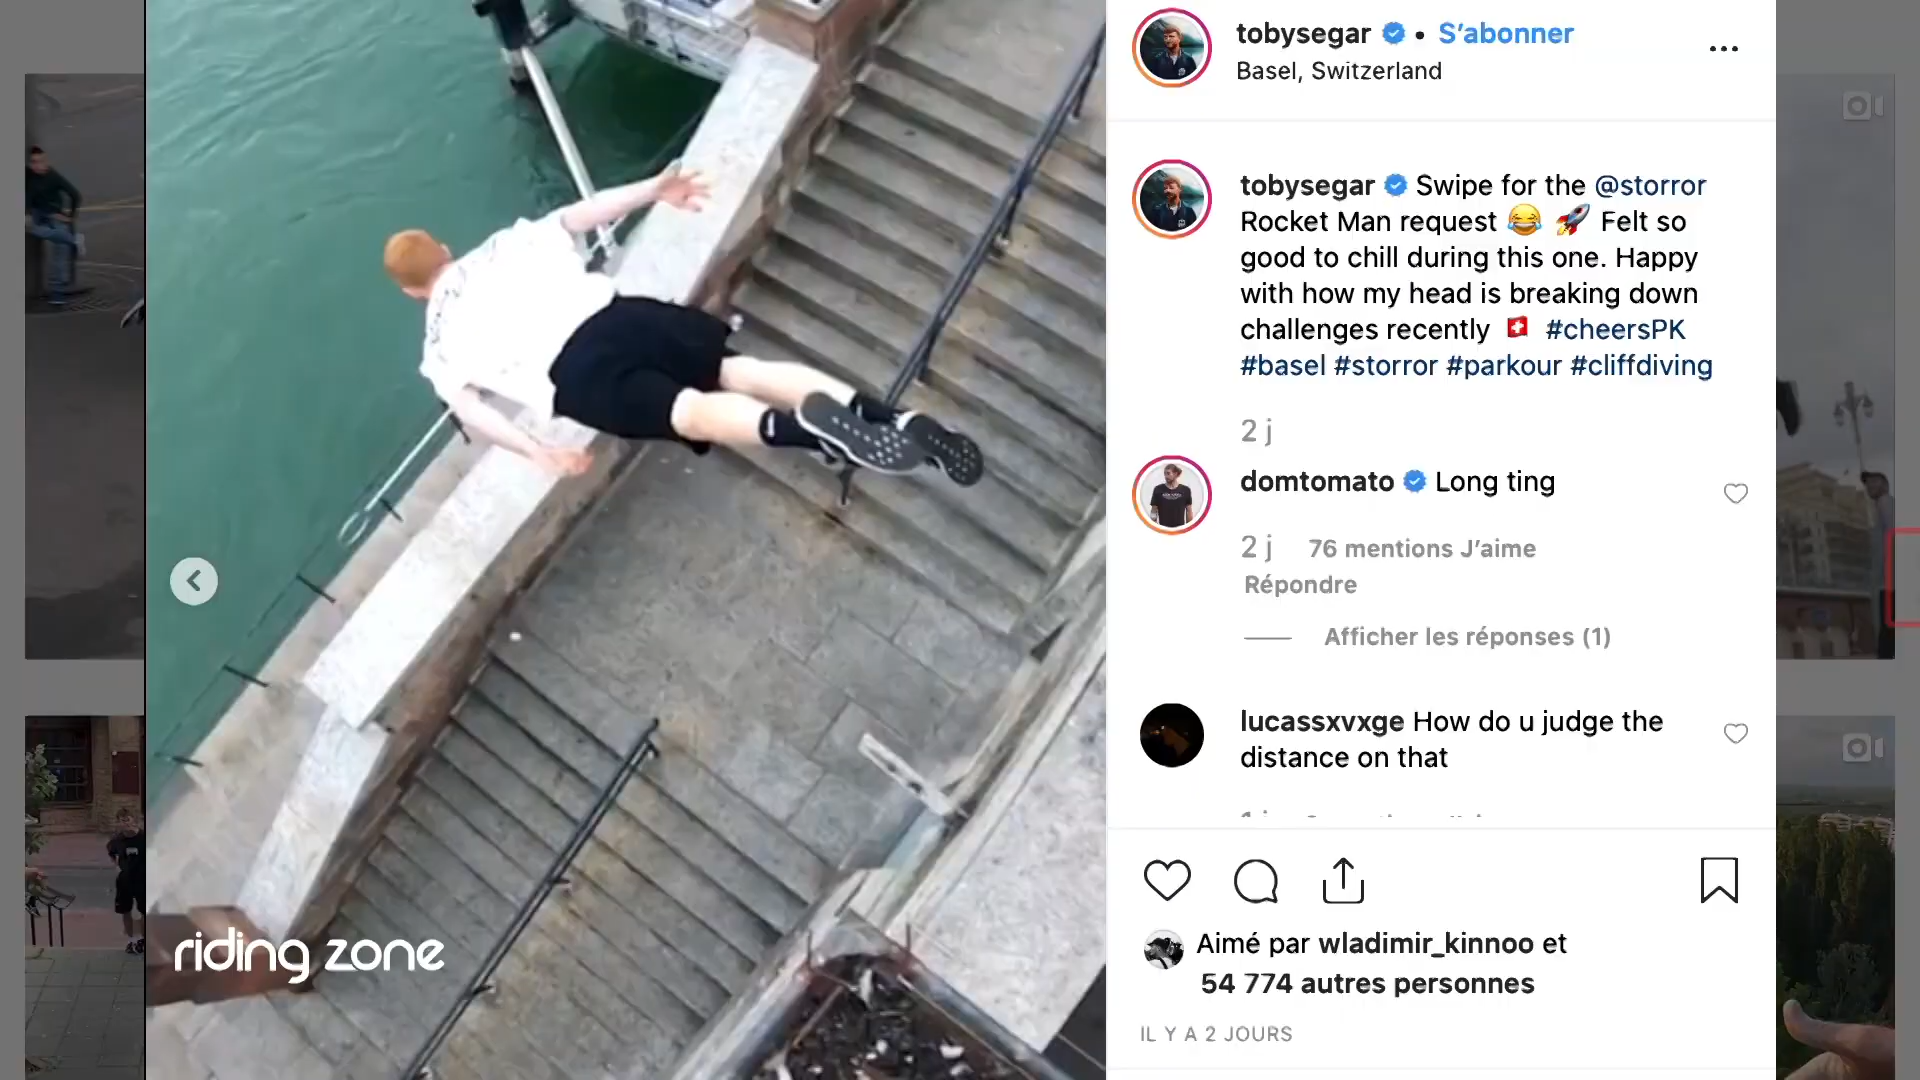 tobysegar • S'abonner
Basel, Switzerland
tobysegar Swipe for the @storror
Rocket Man request 😂 🚀 Felt so
good to chill during this one. Happy
with how my head is breaking down
challenges recently 🇨🇭 #cheersPK
#basel #storror #parkour #cliffdiving
2 j
domtomato Long ting
2 j 76 mentions J'aime
Répondre
Afficher les réponses (1)
lucassxvxge How do u judge the
distance on that
Aimé par wladimir_kinnoo et
54 774 autres personnes
IL Y A 2 JOURS
riding zone